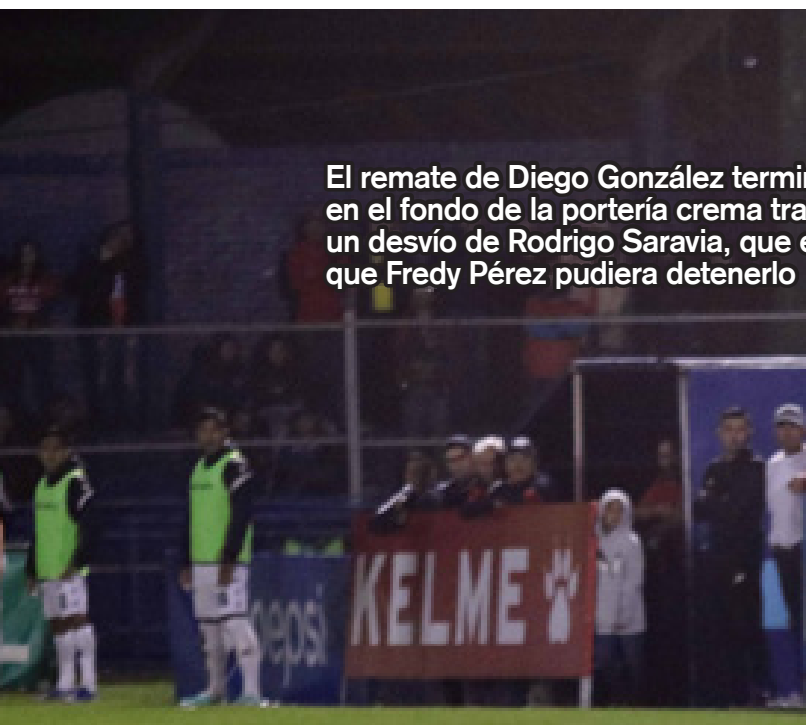 El remate de Diego González termi
en el fondo de la portería crema tra
un desvío de Rodrigo Saravia, que e
que Fredy Pérez pudiera detenerlo
KELME
pepsi